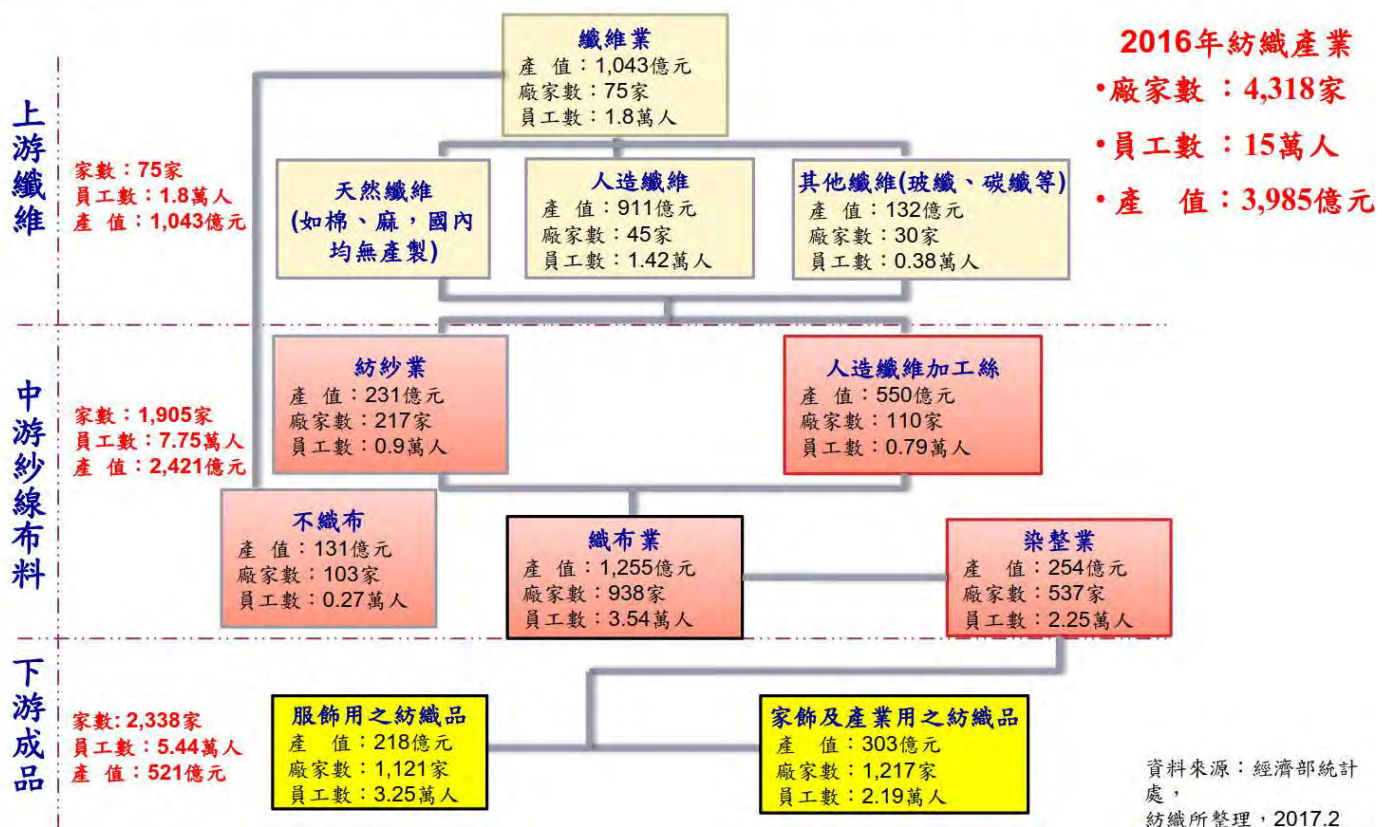 2016年紡織產業
•廠家數：4,318家
•員工數：15萬人
•產 值：3,985億元
上游纖維
家數：75家
員工數：1.8萬人
產 值：1,043億元
纖維業
產 值：1,043億元
廠家數：75家
員工數：1.8萬人
天然纖維
(如棉、麻，國內
均無產製)
人造纖維
產 值：911億元
廠家數：45家
員工數：1.42萬人
其他纖維(玻纖、碳纖等)
產 值：132億元
廠家數：30家
員工數：0.38萬人
中游紗線布料
家數：1,905家
員工數：7.75萬人
產 值：2,421億元
紡紗業
產 值：231億元
廠家數：217家
員工數：0.9萬人
人造纖維加工絲
產 值：550億元
廠家數：110家
員工數：0.79萬人
不織布
產 值：131億元
廠家數：103家
員工數：0.27萬人
織布業
產 值：1,255億元
廠家數：938家
員工數：3.54萬人
染整業
產 值：254億元
廠家數：537家
員工數：2.25萬人
下游成品
家數: 2,338家
員工數：5.44萬人
產 值：521億元
服飾用之紡織品
產 值：218億元
廠家數：1,121家
員工數：3.25萬人
家飾及產業用之紡織品
產 值：303億元
廠家數：1,217家
員工數：2.19萬人
資料來源：經濟部統計
處，
紡織所整理，2017.2